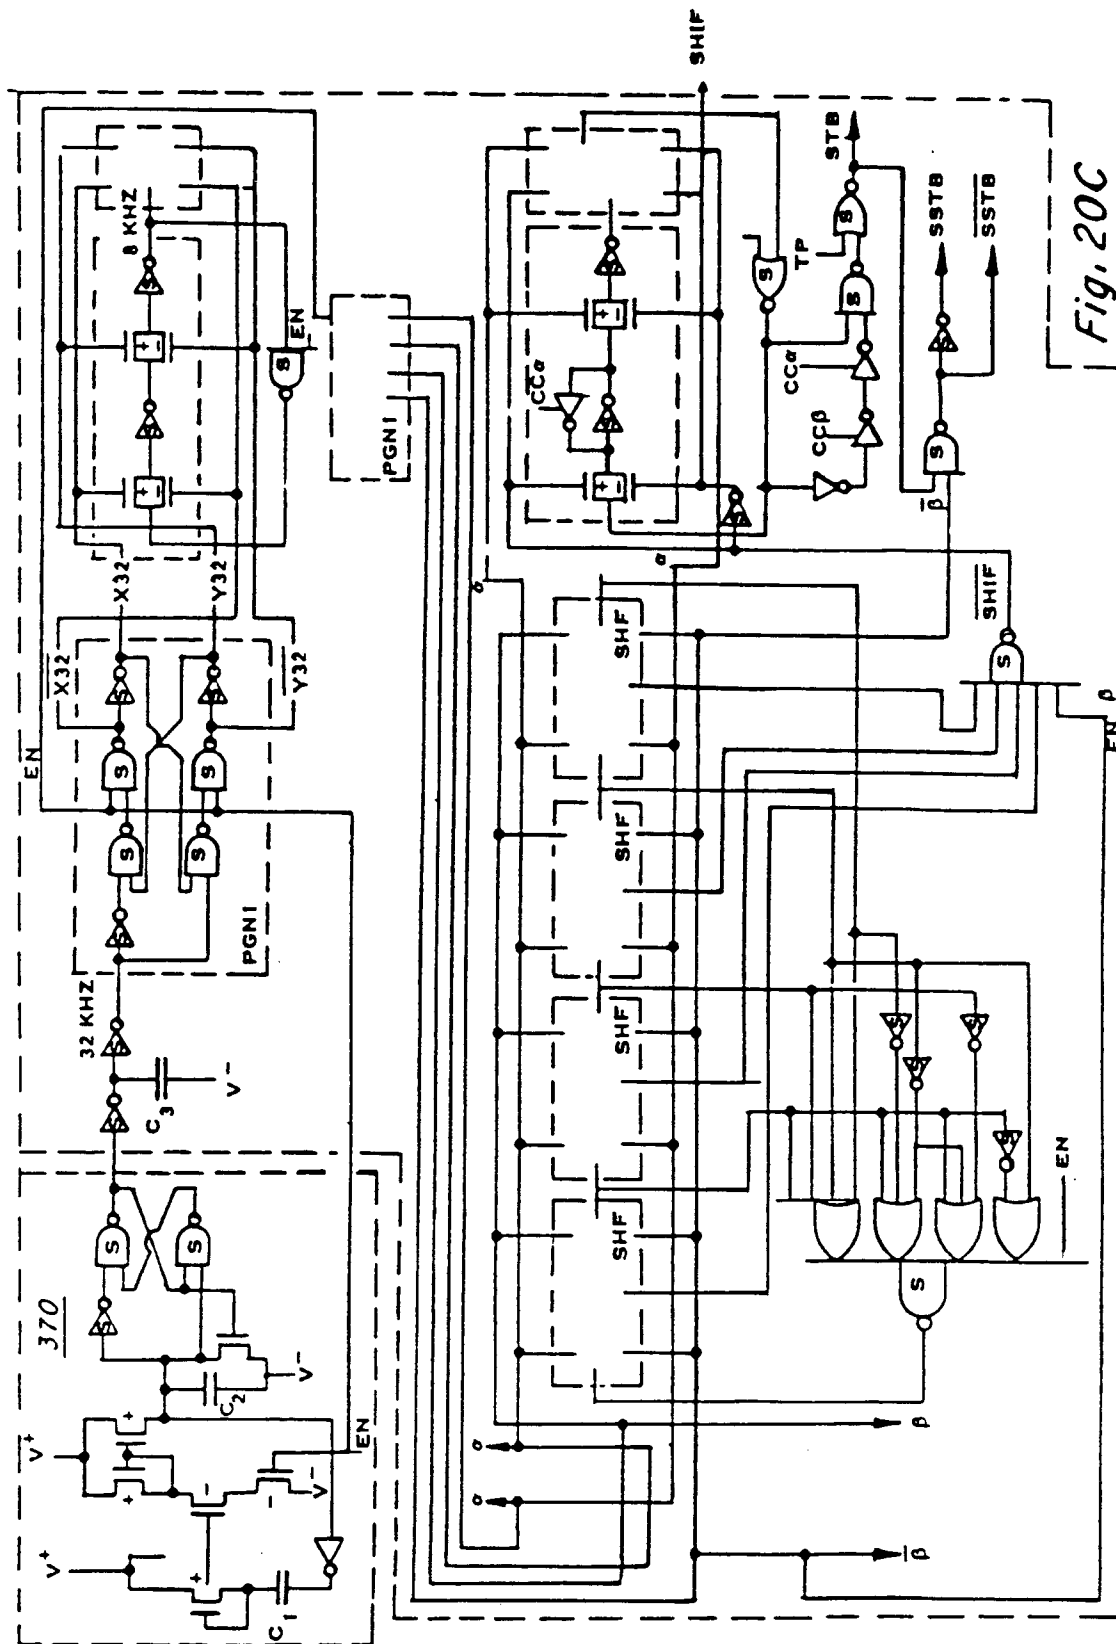 SHIF
8 KHZ
EN
PGN1
X32
Y32
X32
Y32
EN
S
S
S
S
S
S
S
PGN1
32 KHZ
S
S
C3
V-
370
S
S
S
C2
V-
V+
V+
+
+
+
-
-
V-
EN
C1
S
S
S
+
-
+
-
CCα
+
-
+
-
S
S
S
S
TP
S
STB
S
CCα
CCβ
SSTB
SSTB
S
S
β
SHIF
S
β
EN
α
α
SHF
SHF
SHF
SHF
S
S
S
S
S
EN
α
α
β
β
Fig. 20C